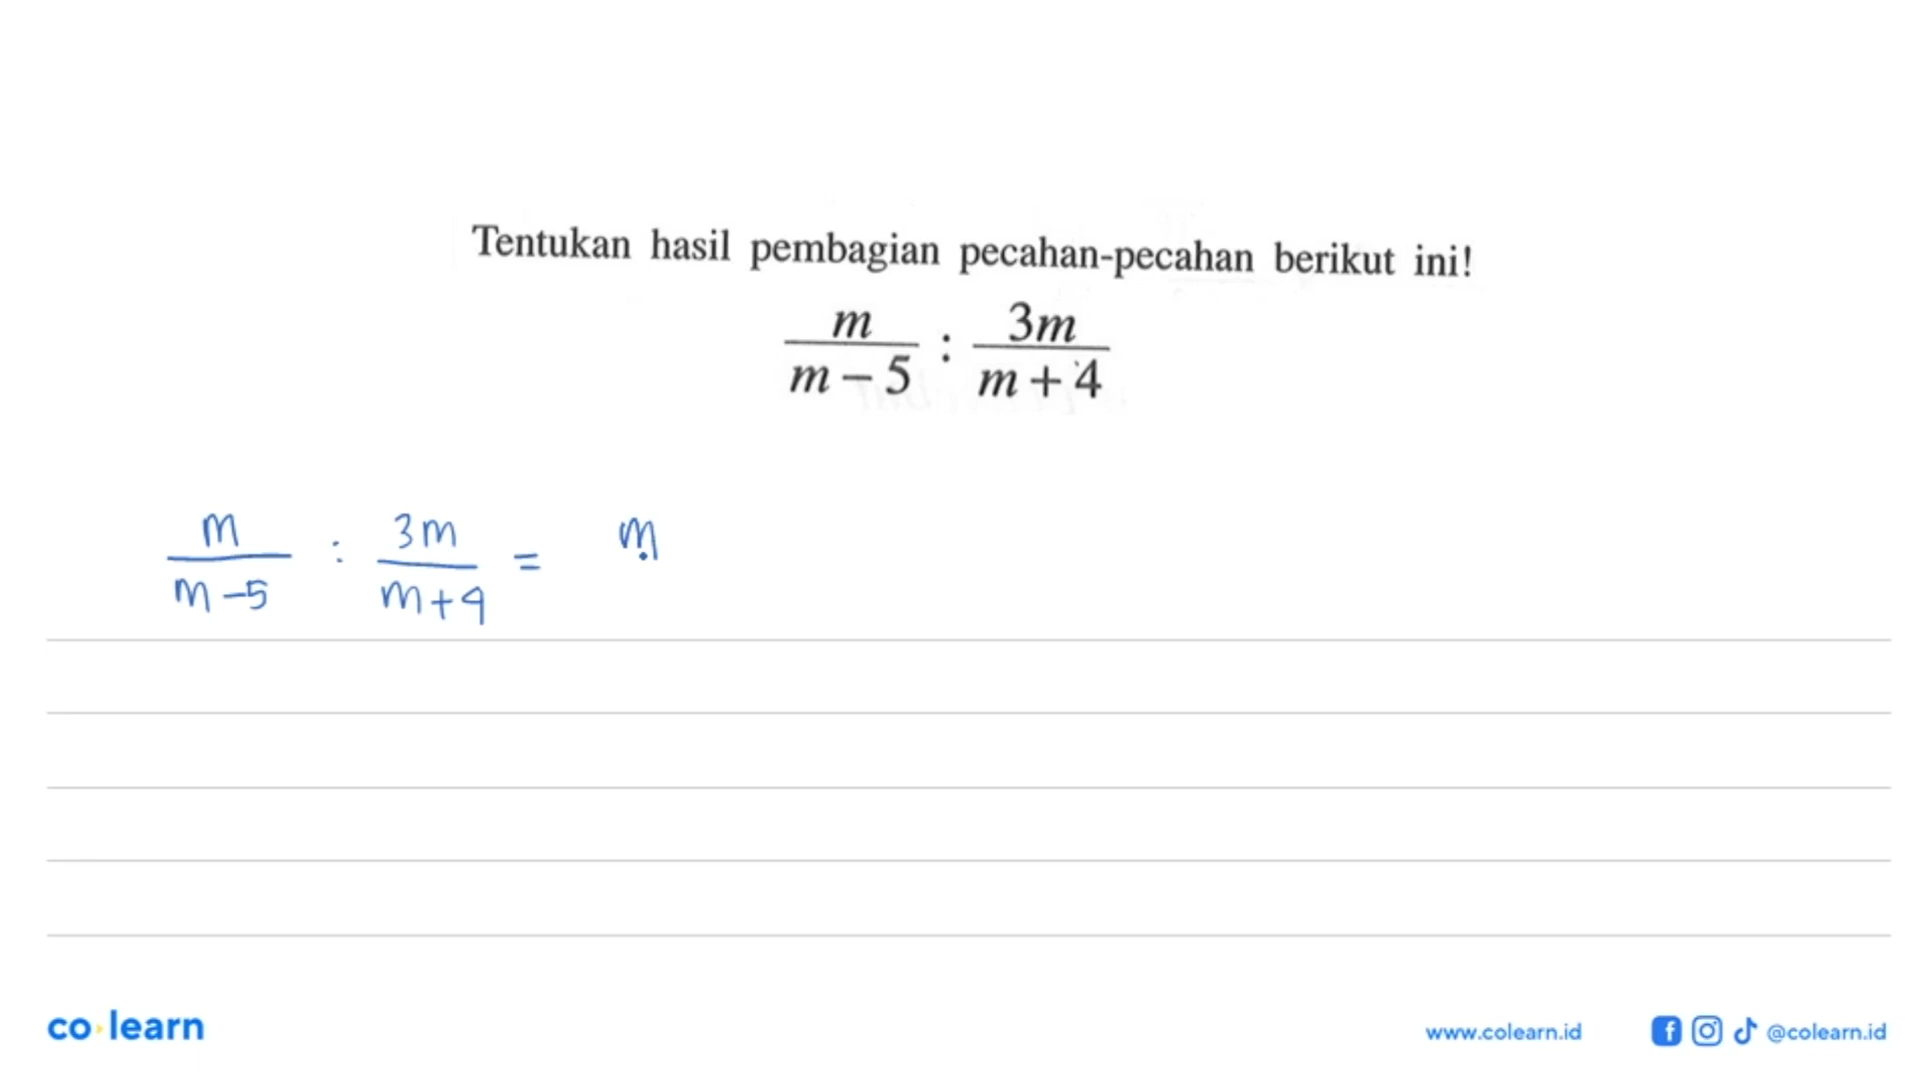 Tentukan hasil pembagian pecahan-pecahan berikut ini!
m/(m – 5) : 3m/(m + 4)
m/(m-5) : 3m/(m+4) = m
co learn
www.colearn.id @colearn.id